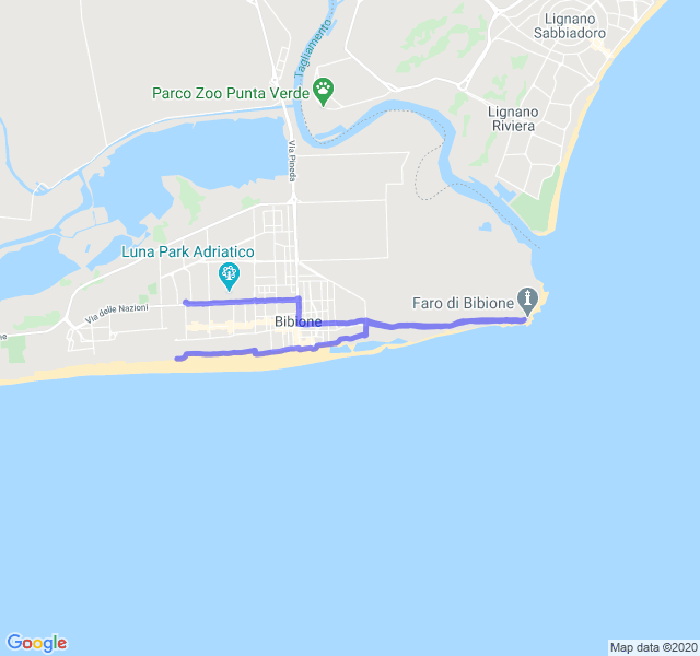 Lignano
Sabbiadoro
Tagliamento
Parco Zoo Punta Verde
Lignano
Riviera
Via Pineda
Luna Park Adriatico
Via delle Nazioni
Faro di Bibione
Bibione
ne
Google
Map data ©2020